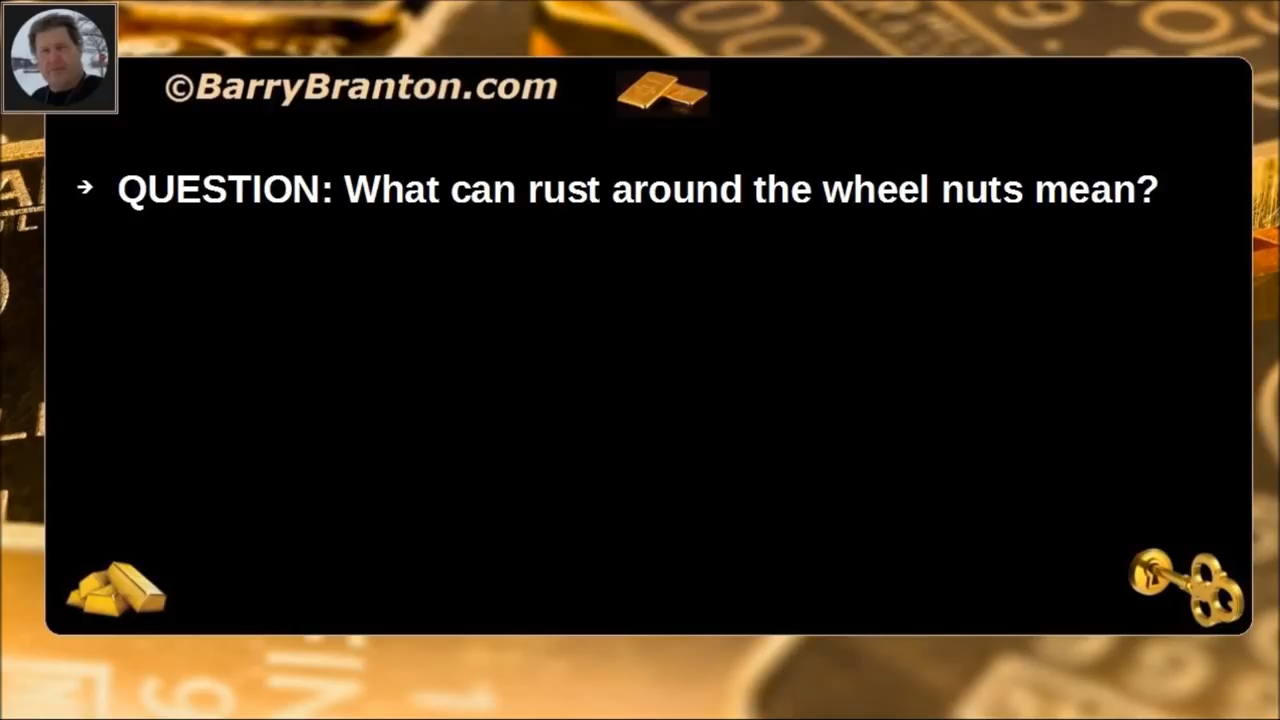 ©BarryBranton.com
→ QUESTION: What can rust around the wheel nuts mean?